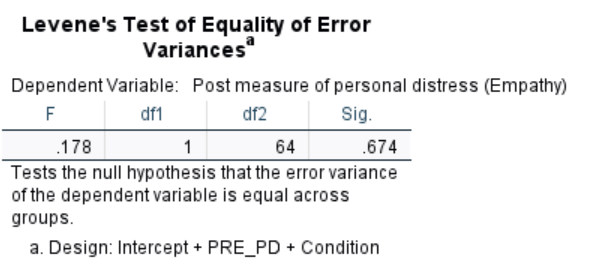 Levene's Test of Equality of Error
Variancesᵃ
Dependent Variable: Post measure of personal distress (Empathy)
F df1 df2 Sig.
.178 1 64 .674
Tests the null hypothesis that the error variance
of the dependent variable is equal across
groups.
a. Design: Intercept + PRE_PD + Condition